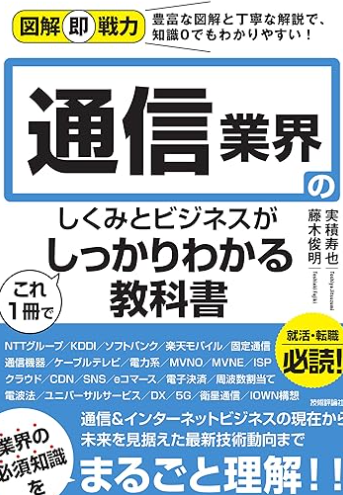 図解即戦力
豊富な図解と丁寧な解説で、
知識0でもわかりやすい！
通信業界の
しくみとビジネスが
しっかりわかる
教科書
これ
1冊で
実積寿也
Toshiya Jitsuzumi
藤木俊明
Toshiaki Fujiki
NTTグループ／KDDI／ソフトバンク／楽天モバイル／固定通信
通信機器／ケーブルテレビ／電力系／MVNO／MVNE／ISP
クラウド／CDN／SNS／eコマース／電子決済／周波数割当て
電波法／ユニバーサルサービス／DX／5G／衛星通信／IOWN構想
就活・転職
必読！
技術評論社
通信&インターネットビジネスの現在から
未来を見据えた最新技術動向まで
業界の
必須知識
を
まるごと理解！！